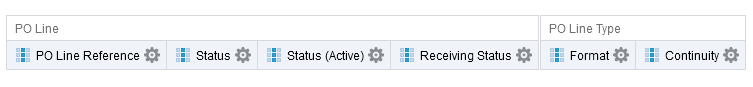 PO Line
PO Line Type
PO Line Reference
Status
Status (Active)
Receiving Status
Format
Continuity